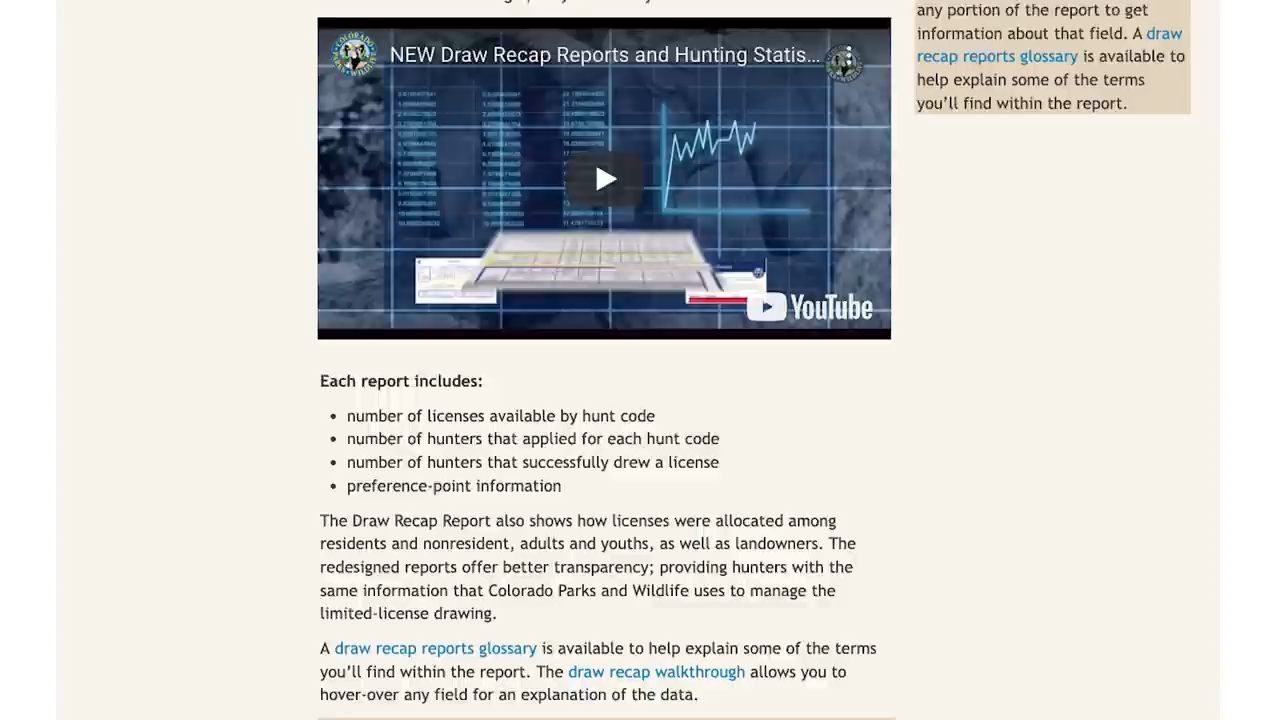 NEW Draw Recap Reports and Hunting Statis...
YouTube
Each report includes:
• number of licenses available by hunt code
• number of hunters that applied for each hunt code
• number of hunters that successfully drew a license
• preference-point information
The Draw Recap Report also shows how licenses were allocated among
residents and nonresident, adults and youths, as well as landowners. The
redesigned reports offer better transparency; providing hunters with the
same information that Colorado Parks and Wildlife uses to manage the
limited-license drawing.
A draw recap reports glossary is available to help explain some of the terms
you'll find within the report. The draw recap walkthrough allows you to
hover-over any field for an explanation of the data.
any portion of the report to get
information about that field. A draw
recap reports glossary is available to
help explain some of the terms
you'll find within the report.